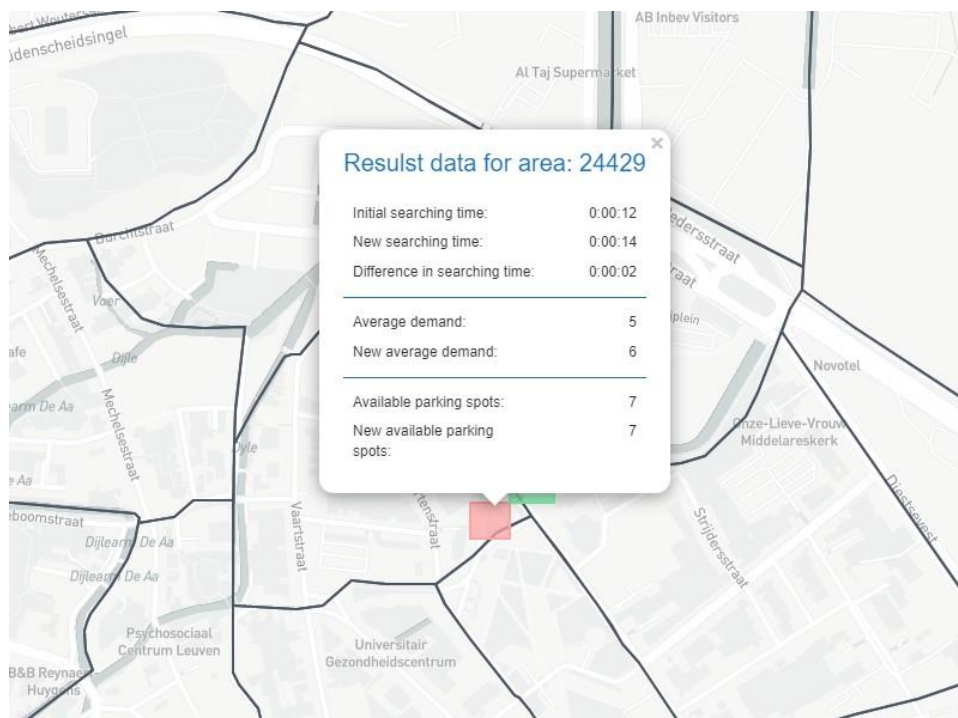 AB Inbev Visitors
Al Taj Supermarket
×
Resulst data for area: 24429
Initial searching time: 0:00:12
New searching time: 0:00:14
Difference in searching time: 0:00:02
Average demand: 5
New average demand: 6
Available parking spots: 7
New available parking 7
spots:
Burchtstraat
Mechelsestraat
Voer
Dijle
Mechelsestraat
Dyle
Novotel
Onze-Lieve-Vrouw
Middelareskerk
Diestsevest
Strijdersstraat
Vaartstraat
Dijlearm De Aa
Dijlearm De Aa
Psychosociaal
Centrum Leuven
Universitair
Gezondheidscentrum
Huygens